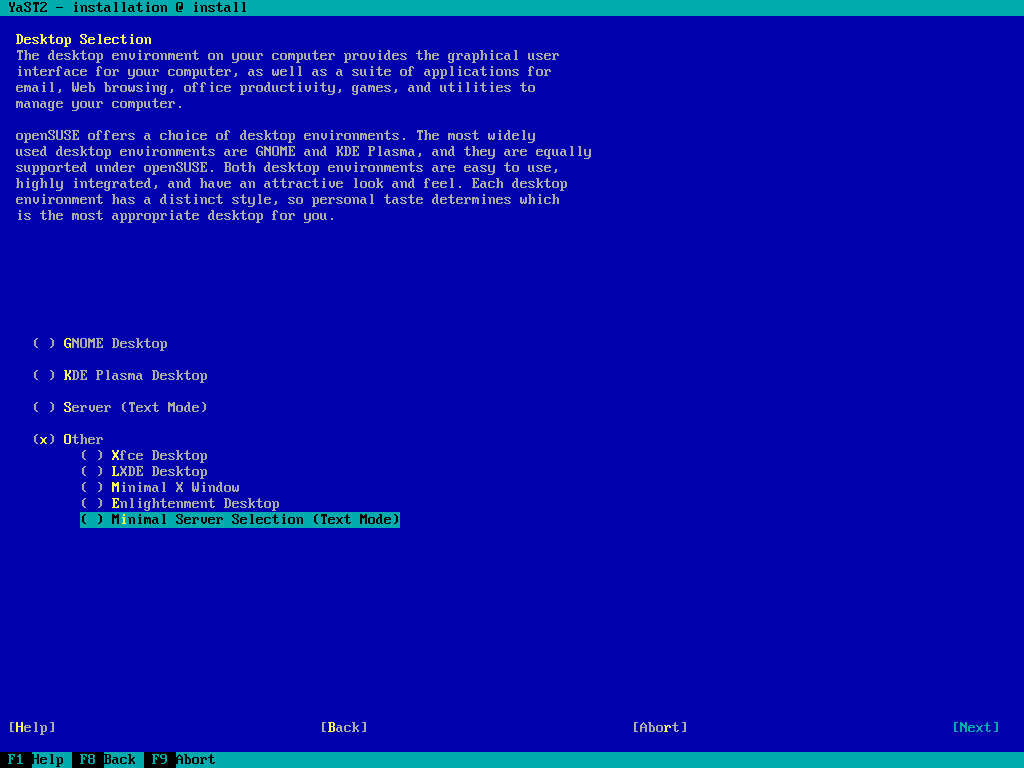 YaST2 - installation @ install
Desktop Selection
The desktop environment on your computer provides the graphical user
interface for your computer, as well as a suite of applications for
email, Web browsing, office productivity, games, and utilities to
manage your computer.
openSUSE offers a choice of desktop environments. The most widely
used desktop environments are GNOME and KDE Plasma, and they are equally
supported under openSUSE. Both desktop environments are easy to use,
highly integrated, and have an attractive look and feel. Each desktop
environment has a distinct style, so personal taste determines which
is the most appropriate desktop for you.
( ) GNOME Desktop
( ) KDE Plasma Desktop
( ) Server (Text Mode)
(x) Other
( ) Xfce Desktop
( ) LXDE Desktop
( ) Minimal X Window
( ) Enlightenment Desktop
( ) Minimal Server Selection (Text Mode)
[Help] [Back] [Abort] [Next]
F1 Help F8 Back F9 Abort